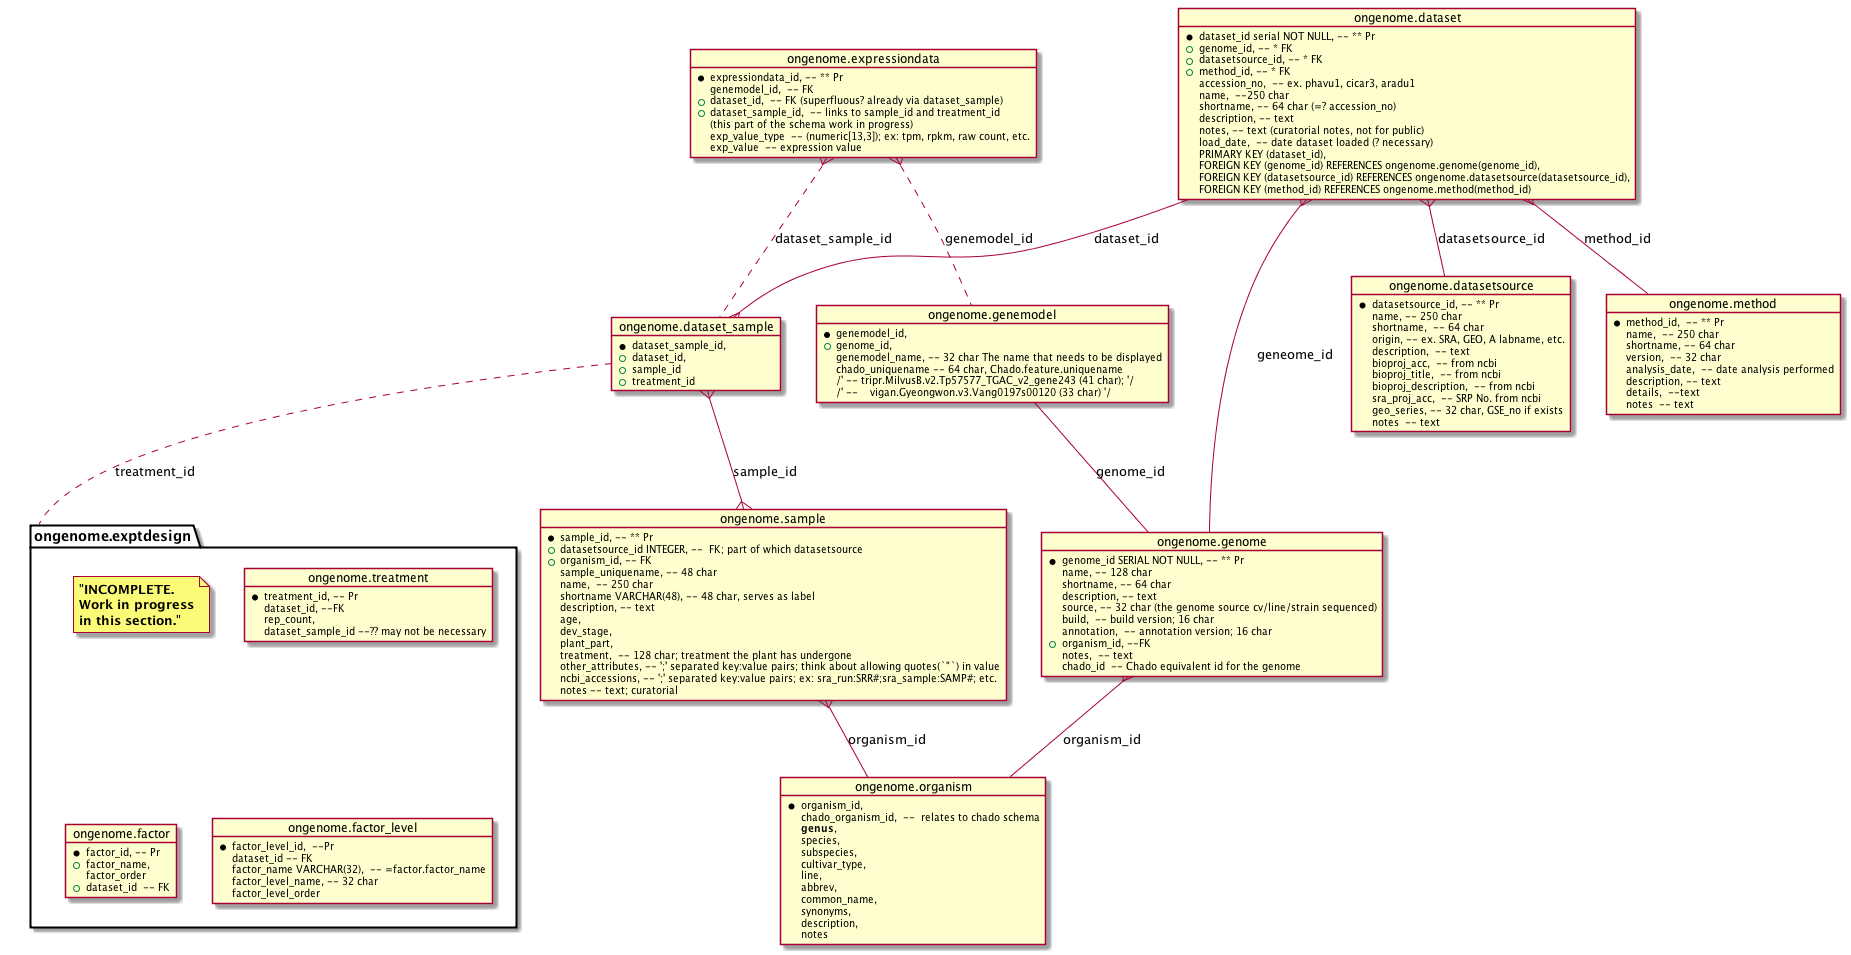 ongenome.dataset
dataset_id serial NOT NULL, -- ** Pr
genome_id, -- * FK
datasetsource_id, -- * FK
method_id, -- * FK
accession_no,  -- ex. phavu1, cicar3, aradu1
name,  --250 char
shortname, -- 64 char (=? accession_no)
description, -- text
notes, -- text (curatorial notes, not for public)
load_date,  -- date dataset loaded (? necessary)
PRIMARY KEY (dataset_id),
FOREIGN KEY (genome_id) REFERENCES ongenome.genome(genome_id),
FOREIGN KEY (datasetsource_id) REFERENCES ongenome.datasetsource(datasetsource_id),
FOREIGN KEY (method_id) REFERENCES ongenome.method(method_id)
ongenome.expressiondata
expressiondata_id, -- ** Pr
genemodel_id,  -- FK
dataset_id,  -- FK (superfluous? already via dataset_sample)
dataset_sample_id,  -- links to sample_id and treatment_id
(this part of the schema work in progress)
exp_value_type  -- (numeric[13,3]); ex: tpm, rpkm, raw count, etc.
exp_value  -- expression value
dataset_sample_id
genemodel_id
dataset_id
datasetsource_id
method_id
ongenome.datasetsource
datasetsource_id, -- ** Pr
name, -- 250 char
shortname,  -- 64 char
origin, -- ex. SRA, GEO, A labname, etc.
description,  -- text
bioproj_acc,  -- from ncbi
bioproj_title,  -- from ncbi
bioproj_description, -- from ncbi
sra_proj_acc,  -- SRP No. from ncbi
geo_series, -- 32 char, GSE_no if exists
notes  -- text
ongenome.method
method_id,  -- ** Pr
name,  -- 250 char
shortname, -- 64 char
version,  -- 32 char
analysis_date,  -- date analysis performed
description, -- text
details,  --text
notes  -- text
ongenome.dataset_sample
dataset_sample_id,
dataset_id,
sample_id
treatment_id
ongenome.genemodel
genemodel_id,
genome_id,
genemodel_name, -- 32 char The name that needs to be displayed
chado_uniquename -- 64 char, Chado.feature.uniquename
/' -- tripr.MilvusB.v2.Tp57577_TGAC_v2_gene243 (41 char); '/
/' --    vigan.Gyeongwon.v3.Vang0197s00120 (33 char) '/
geneome_id
treatment_id
sample_id
genome_id
ongenome.exptdesign
"INCOMPLETE.
Work in progress
in this section."
ongenome.treatment
treatment_id, -- Pr
dataset_id, --FK
rep_count,
dataset_sample_id --?? may not be necessary
ongenome.sample
sample_id, -- ** Pr
datasetsource_id INTEGER, --  FK; part of which datasetsource
organism_id, -- FK
sample_uniquename, -- 48 char
name,  -- 250 char
shortname VARCHAR(48), -- 48 char, serves as label
description, -- text
age,
dev_stage,
plant_part,
treatment,  -- 128 char; treatment the plant has undergone
other_attributes, -- ';' separated key:value pairs; think about allowing quotes(`"`) in value
ncbi_accessions, -- ';' separated key:value pairs; ex: sra_run:SRR#;sra_sample:SAMP#; etc.
notes -- text; curatorial
ongenome.genome
genome_id SERIAL NOT NULL, -- ** Pr
name, -- 128 char
shortname, -- 64 char
description, -- text
source, -- 32 char (the genome source cv/line/strain sequenced)
build,  -- build version; 16 char
annotation,  -- annotation version; 16 char
organism_id, --FK
notes,  -- text
chado_id  -- Chado equivalent id for the genome
organism_id
organism_id
ongenome.factor
factor_id, -- Pr
factor_name,
factor_order
dataset_id  -- FK
ongenome.factor_level
factor_level_id,  --Pr
dataset_id -- FK
factor_name VARCHAR(32),  -- =factor.factor_name
factor_level_name, -- 32 char
factor_level_order
ongenome.organism
organism_id,
chado_organism_id,  --  relates to chado schema
genus,
species,
subspecies,
cultivar_type,
line,
abbrev,
common_name,
synonyms,
description,
notes